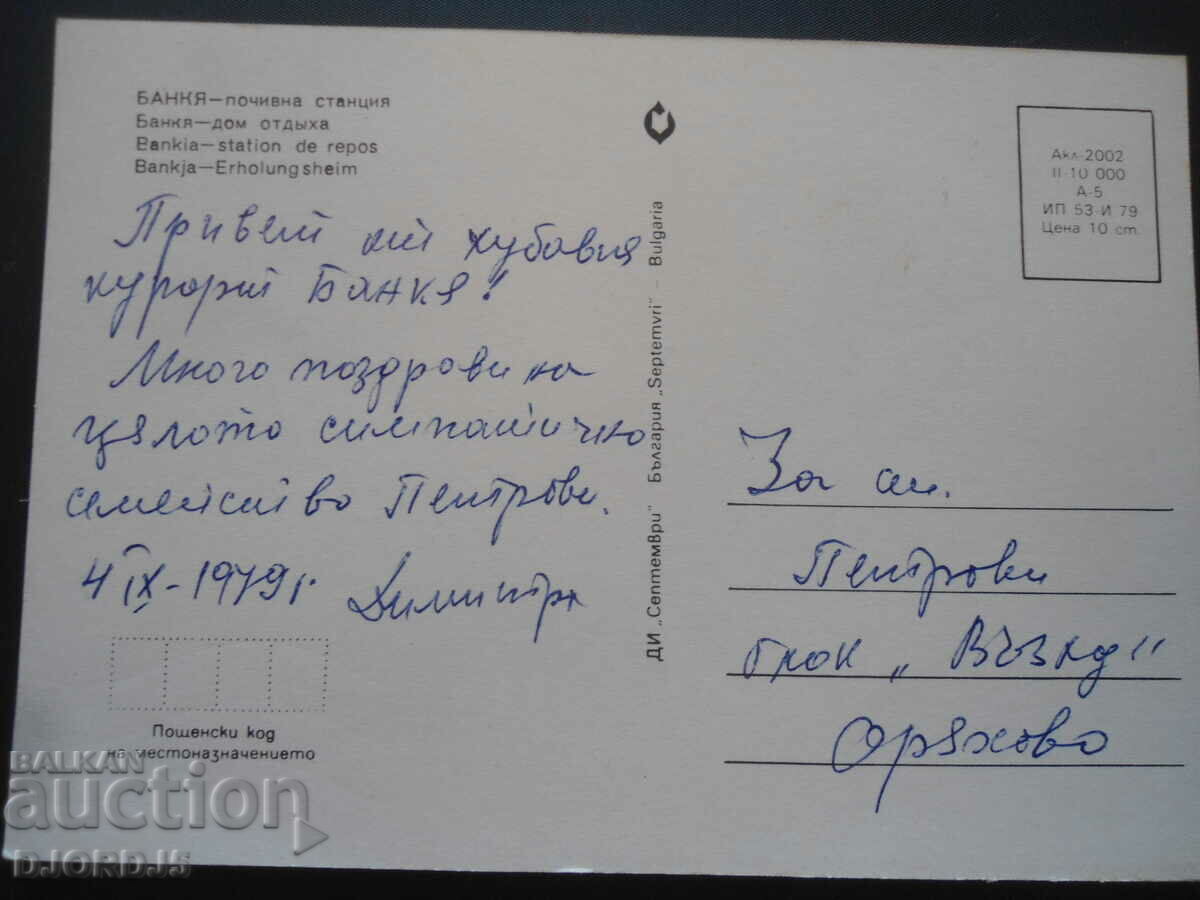 БАНКЯ—почивна станция
Банкя—дом отдыха
Bankia—station de repos
Bankja—Erholungsheim
Привет от хубавия
курорт Банкя!
Много поздрави на
цялото симпатично
семейство Петрови.
4 IX-1979 г.
Пощенски код
на местоназначението
ДИ „Септември" България „Septemvri" – Bulgaria
Акл-2002
II-10 000
А-5
ИП 53-И 79
Цена 10 ст.
За сем.
Петрови
блок „
Оряхово
BALKAN
auction
DJORDJ5